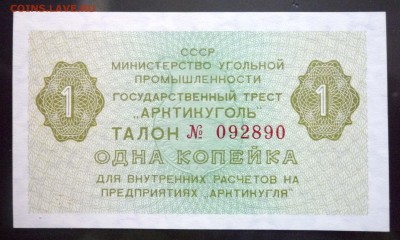 COINS.LAVE.RU
СССР
МИНИСТЕРСТВО УГОЛЬНОЙ
ПРОМЫШЛЕННОСТИ
ГОСУДАРСТВЕННЫЙ ТРЕСТ
1 „АРКТИКУГОЛЬ" 1
ТАЛОН № 092890
ОДНА КОПЕЙКА
ДЛЯ ВНУТРЕННИХ РАСЧЕТОВ НА
ПРЕДПРИЯТИЯХ „АРКТИКУГЛЯ"